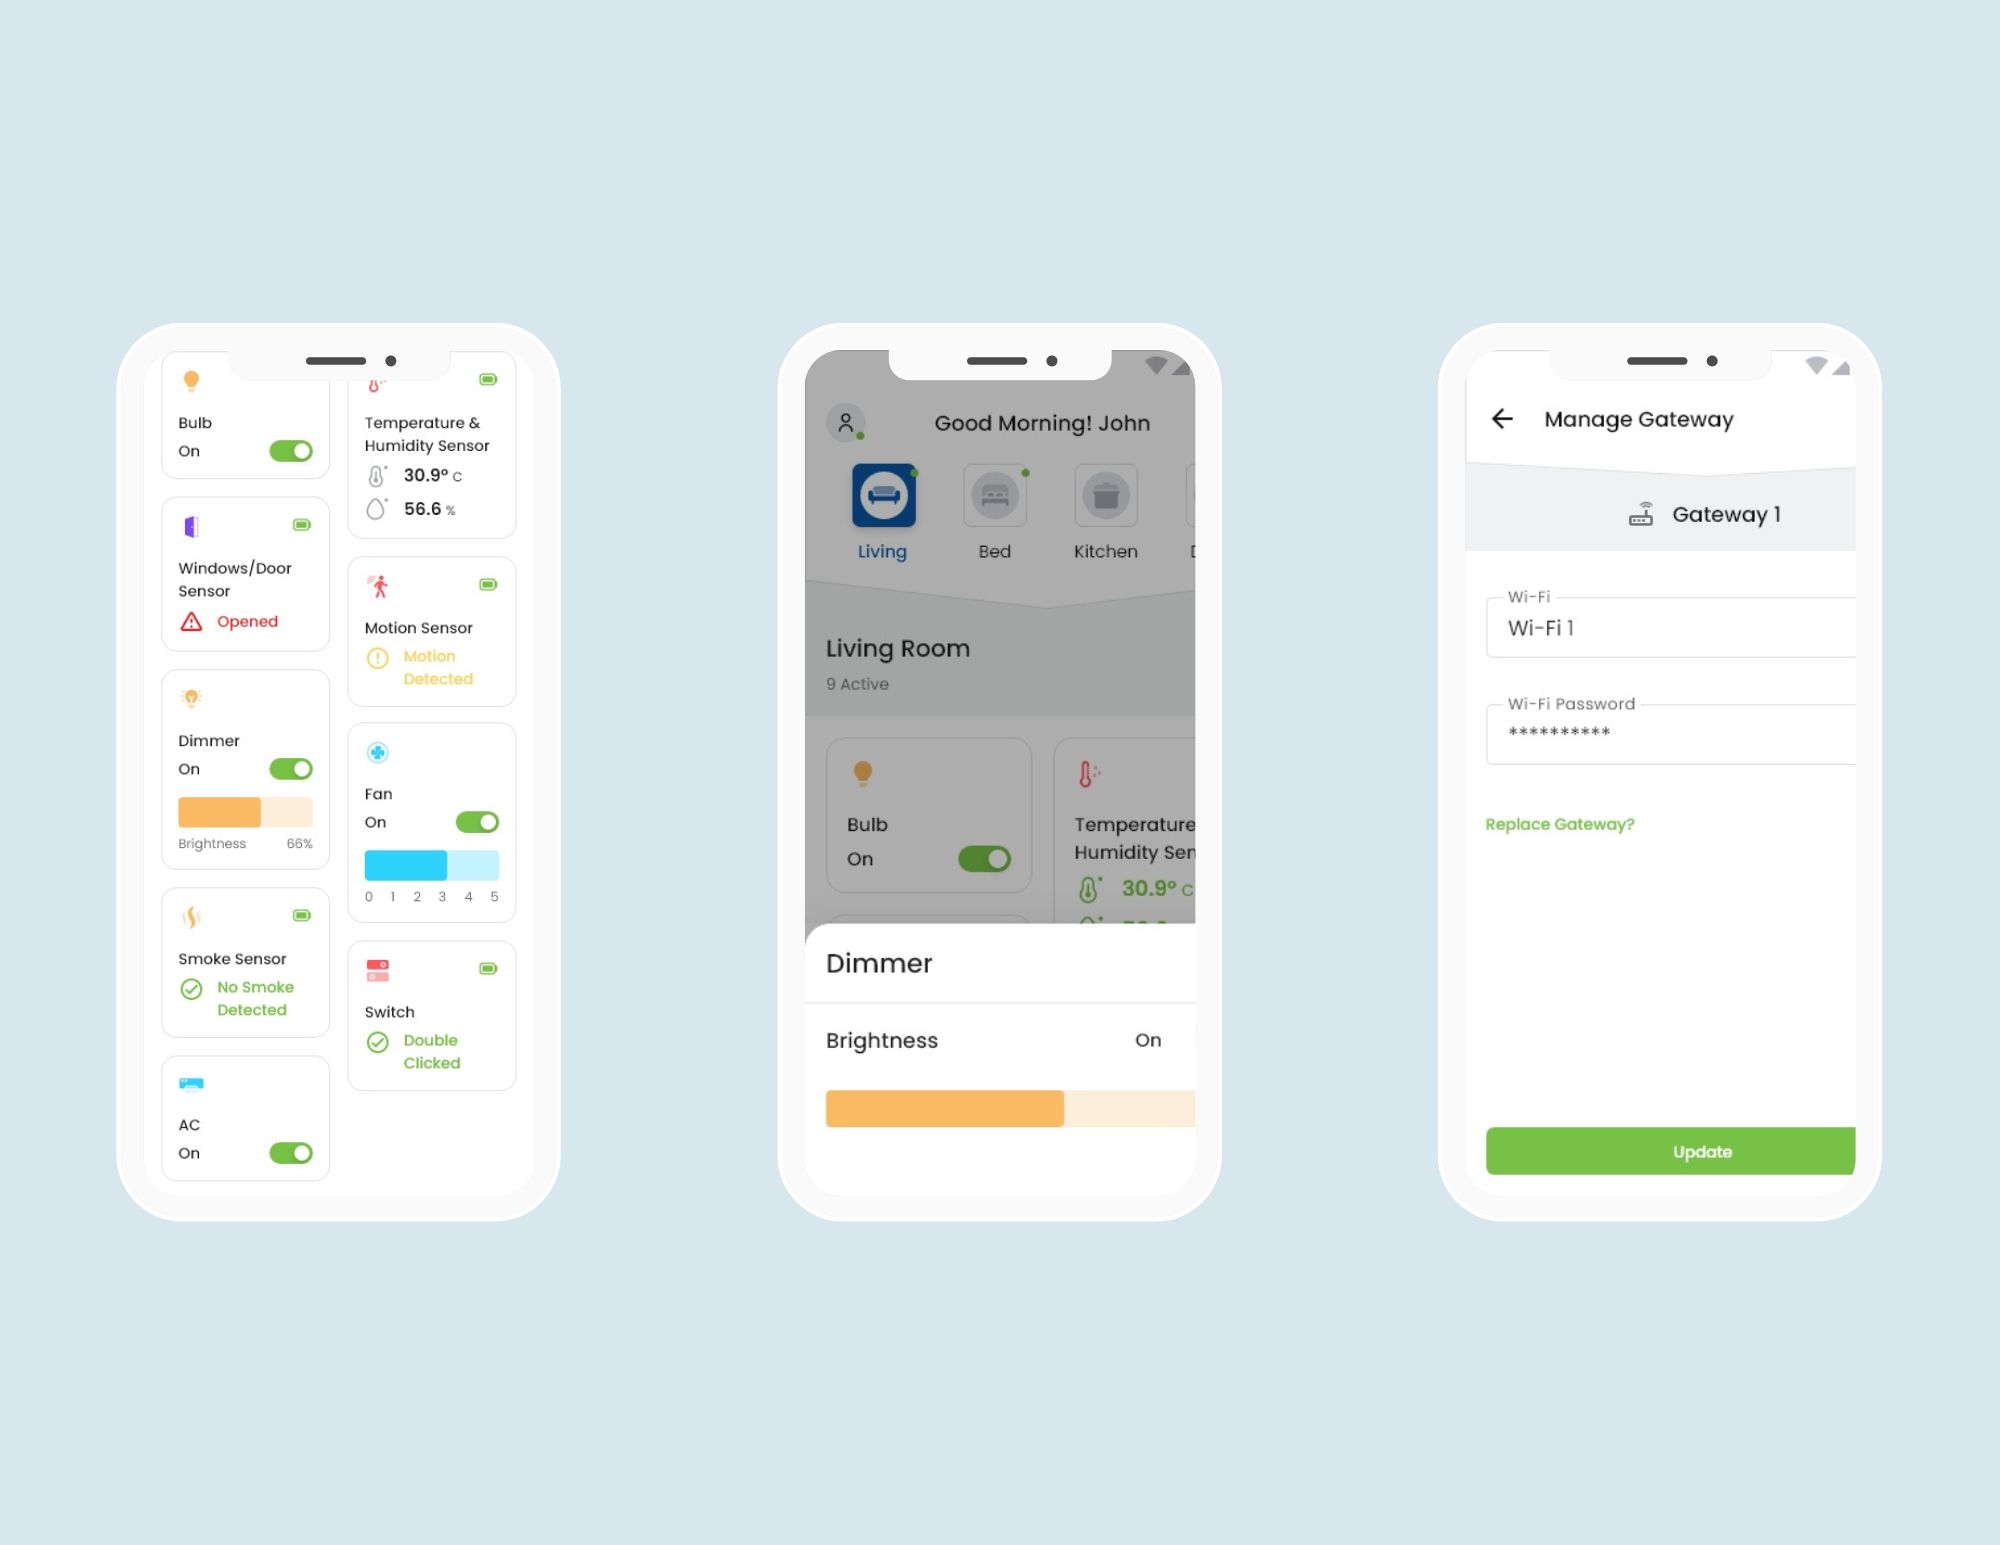 Bulb
On
Windows/Door
Sensor
Opened
Dimmer
On
Brightness 66%
Smoke Sensor
No Smoke
Detected
AC
On
Temperature &
Humidity Sensor
30.9° C
56.6 %
Motion Sensor
Motion
Detected
Fan
On
0 1 2 3 4 5
Switch
Double
Clicked
Good Morning! John
Living Bed Kitchen
Living Room
9 Active
Bulb
On
Temperature
Humidity Sen
30.9° C
Dimmer
Brightness On
Manage Gateway
Gateway 1
Wi-Fi
Wi-Fi 1
Wi-Fi Password
**********
Replace Gateway?
Update